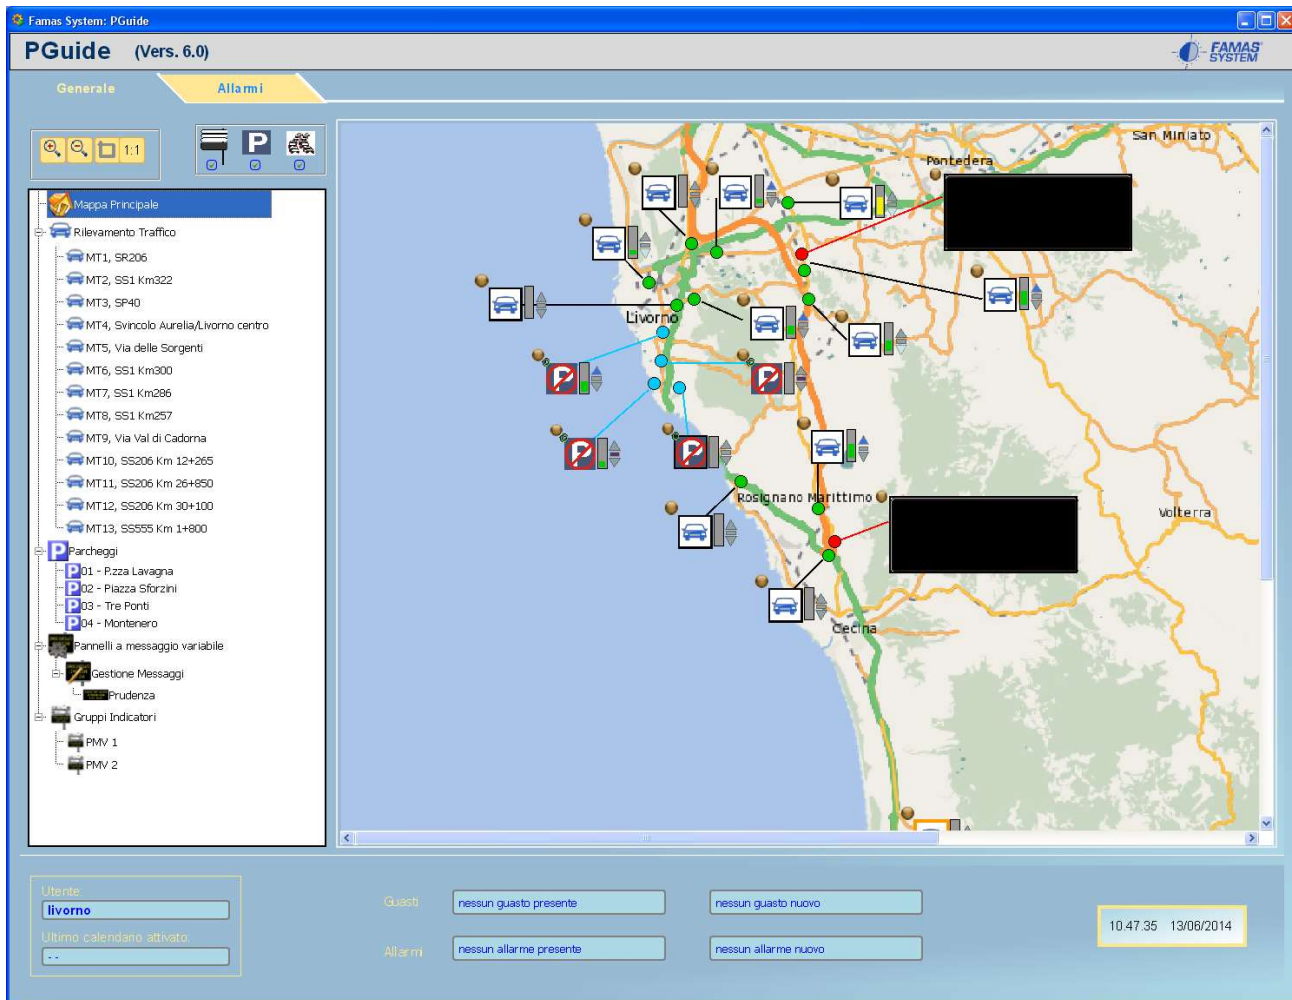 Famas System: PGuide
PGuide (Vers. 6.0)
FAMAS SYSTEM
Generale
Allarmi
1:1
P
Mappa Principale
Rilevamento Traffico
MT1, SR206
MT2, SS1 Km322
MT3, SP40
MT4, Svincolo Aurelia/Livorno centro
MT5, Via delle Sorgenti
MT6, SS1 Km300
MT7, SS1 Km286
MT8, SS1 Km257
MT9, Via Val di Cadorna
MT10, SS206 Km 12+265
MT11, SS206 Km 26+850
MT12, SS206 Km 30+100
MT13, SS555 Km 1+800
Parcheggi
01 - P.zza Lavagna
02 - Piazza Sforzini
03 - Tre Ponti
04 - Montenero
Pannelli a messaggio variabile
Gestione Messaggi
Prudenza
Gruppi Indicatori
PMV 1
PMV 2
San Miniato
Pontedera
Livorno
Rosignano Marittimo
Volterra
Cecina
Utente:
livorno
Ultimo calendario attivato:
- -
Guasti
nessun guasto presente
nessun guasto nuovo
Allarmi
nessun allarme presente
nessun allarme nuovo
10.47.35 13/06/2014